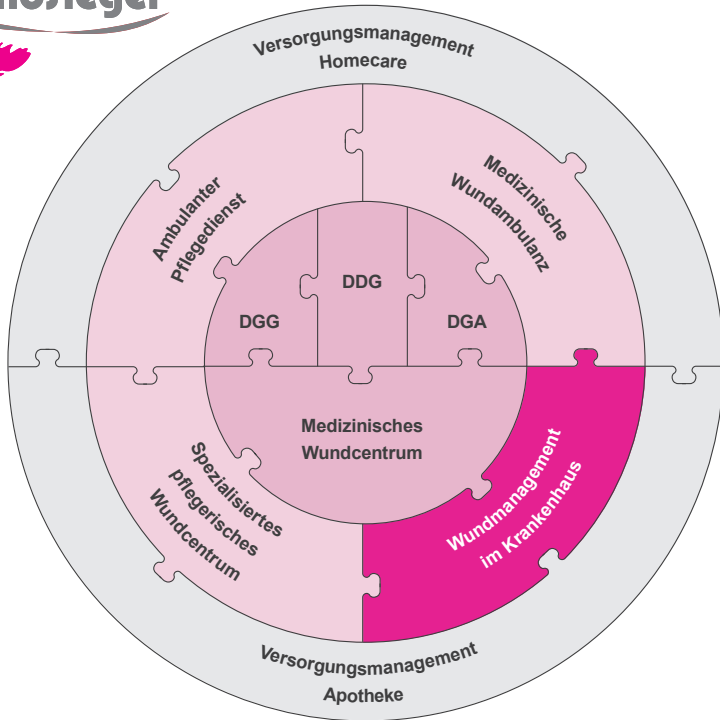 Versorgungsmanagement
Homecare
Ambulanter
Pflegedienst
Medizinische
Wundambulanz
DGG
DDG
DGA
Medizinisches
Wundcentrum
Spezialisiertes
pflegerisches
Wundcentrum
Wundmanagement
im Krankenhaus
Versorgungsmanagement
Apotheke